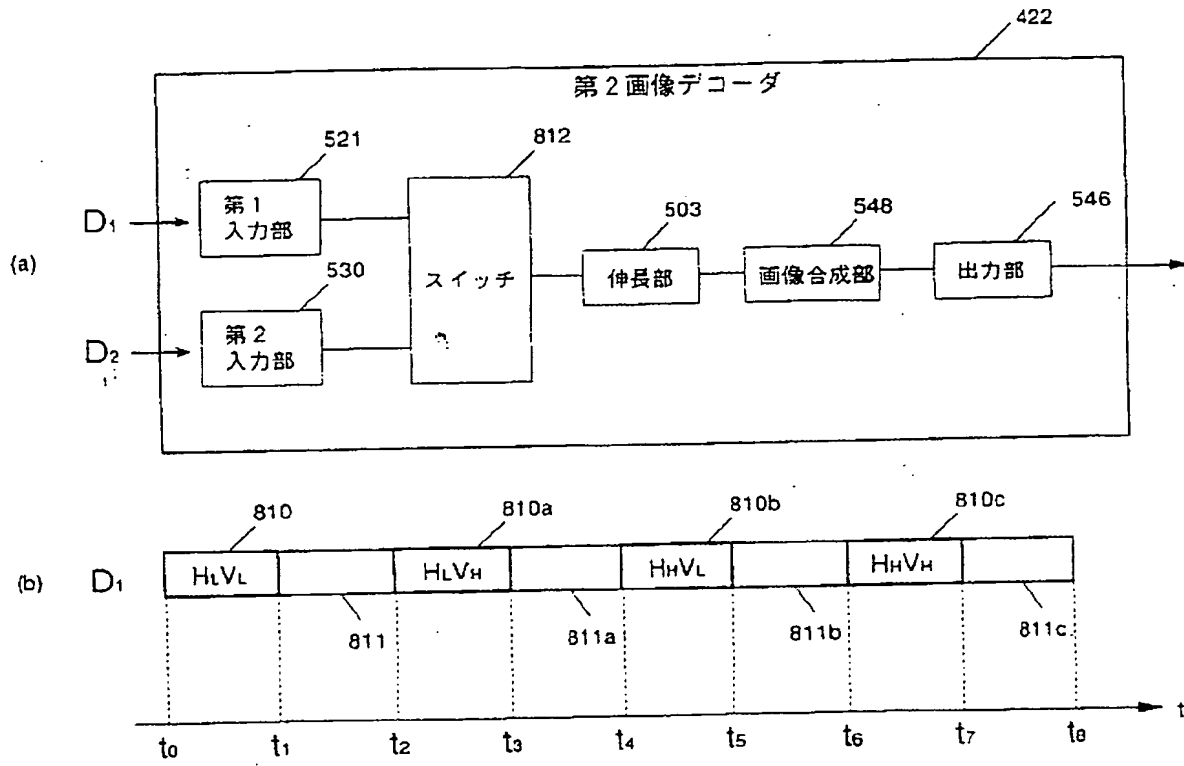 422
第2画像デコーダ
521
812
D1
第1
入力部
503
548
546
(a)
スイッチ
伸長部
画像合成部
出力部
530
D2
第2
入力部
810
810a
810b
810c
(b)
D1
HLVL
HLVH
HHVL
HHVH
811
811a
811b
811c
t
t0
t1
t2
t3
t4
t5
t6
t7
t8